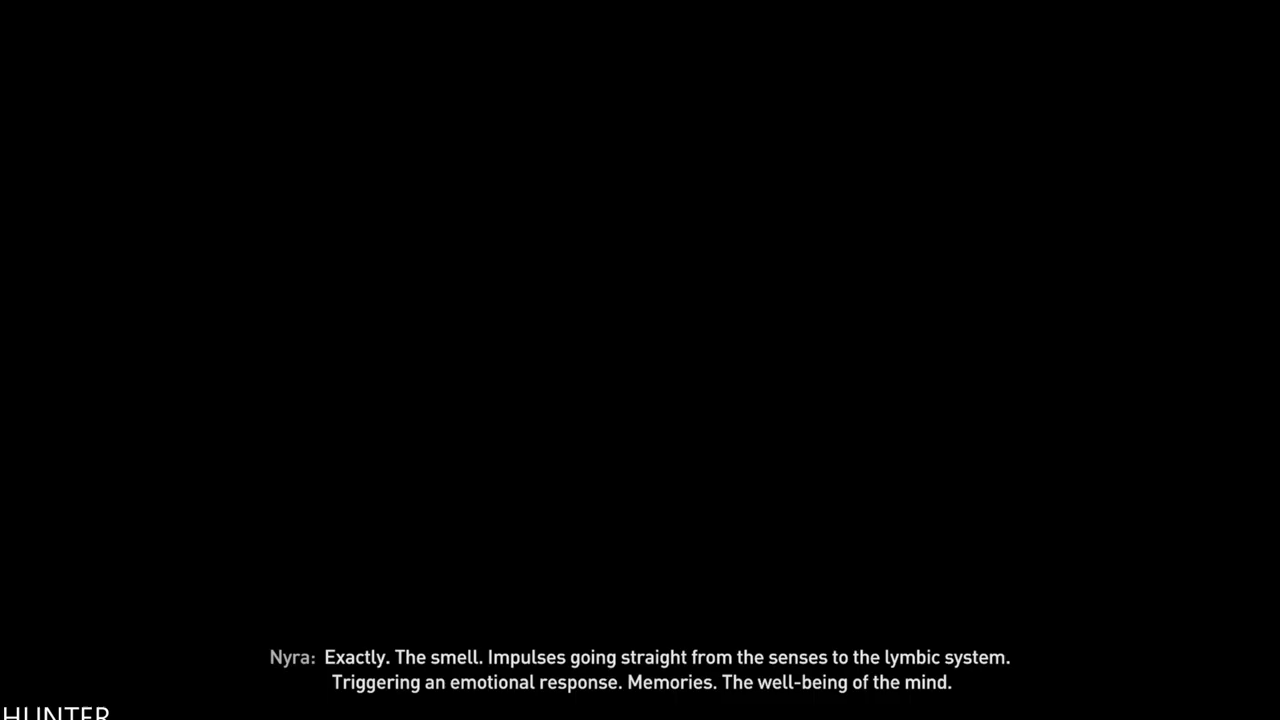 Nyra: Exactly. The smell. Impulses going straight from the senses to the lymbic system.
Triggering an emotional response. Memories. The well-being of the mind.
HUNTER